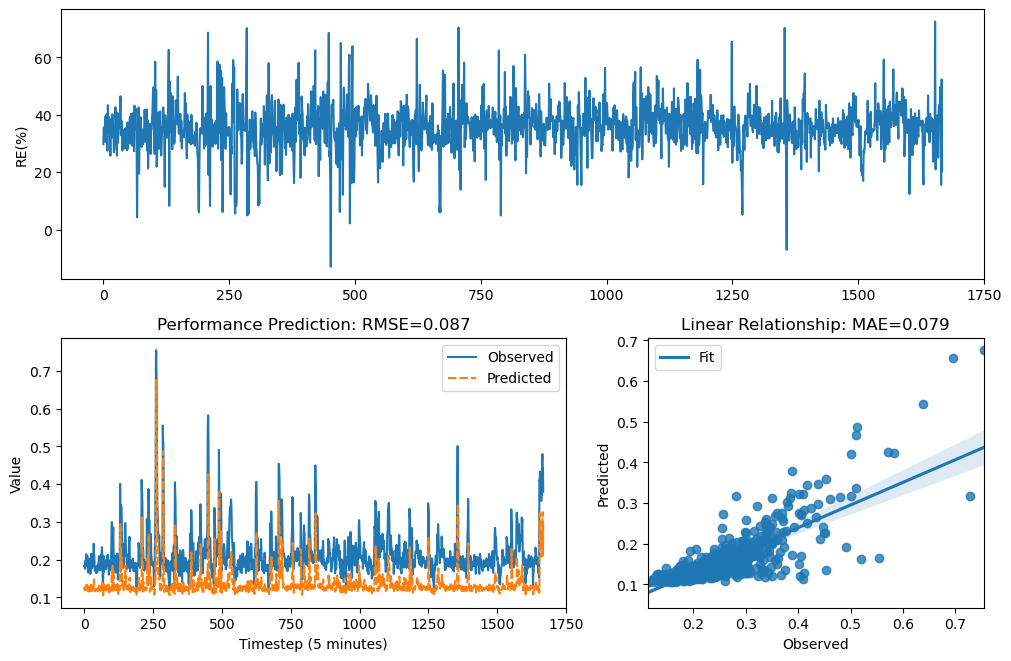 RE(%)
60
40
20
0
0 250 500 750 1000 1250 1500 1750
Performance Prediction: RMSE=0.087
Value
0.7
0.6
0.5
0.4
0.3
0.2
0.1
Observed
Predicted
0 250 500 750 1000 1250 1500 1750
Timestep (5 minutes)
Linear Relationship: MAE=0.079
Predicted
0.7
0.6
0.5
0.4
0.3
0.2
0.1
Fit
0.2 0.3 0.4 0.5 0.6 0.7
Observed